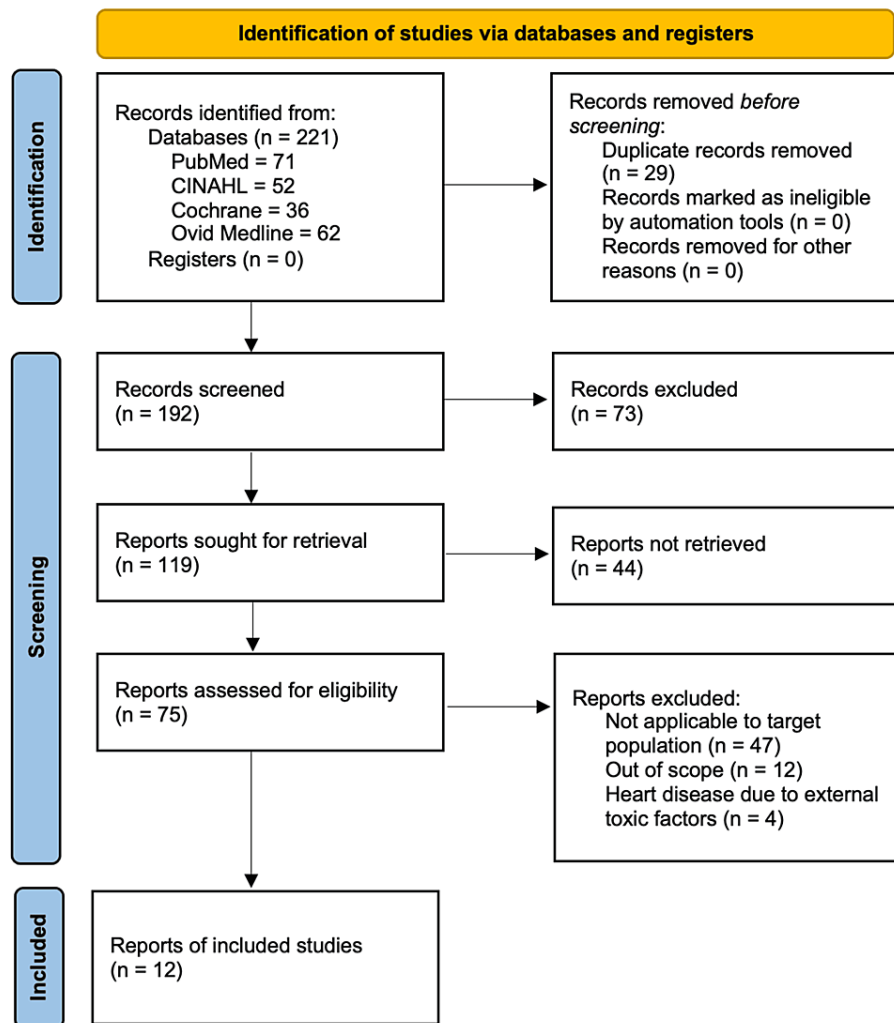 Identification of studies via databases and registers
Identification
Records identified from:
Databases (n = 221)
PubMed = 71
CINAHL = 52
Cochrane = 36
Ovid Medline = 62
Registers (n = 0)
Records removed before
screening:
Duplicate records removed
(n = 29)
Records marked as ineligible
by automation tools (n = 0)
Records removed for other
reasons (n = 0)
Screening
Records screened
(n = 192)
Records excluded
(n = 73)
Reports sought for retrieval
(n = 119)
Reports not retrieved
(n = 44)
Reports assessed for eligibility
(n = 75)
Reports excluded:
Not applicable to target
population (n = 47)
Out of scope (n = 12)
Heart disease due to external
toxic factors (n = 4)
Included
Reports of included studies
(n = 12)